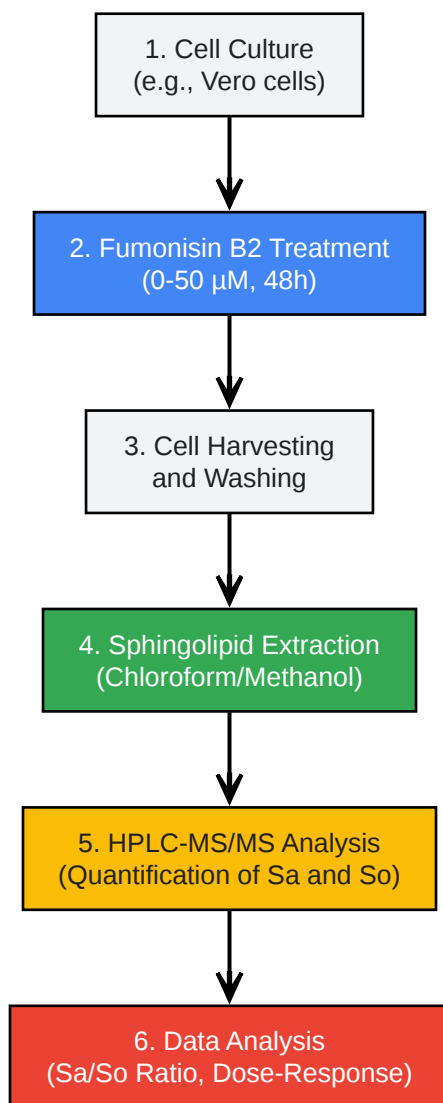 1. Cell Culture
(e.g., Vero cells)
2. Fumonisin B2 Treatment
(0-50 µM, 48h)
3. Cell Harvesting
and Washing
4. Sphingolipid Extraction
(Chloroform/Methanol)
5. HPLC-MS/MS Analysis
(Quantification of Sa and So)
6. Data Analysis
(Sa/So Ratio, Dose-Response)